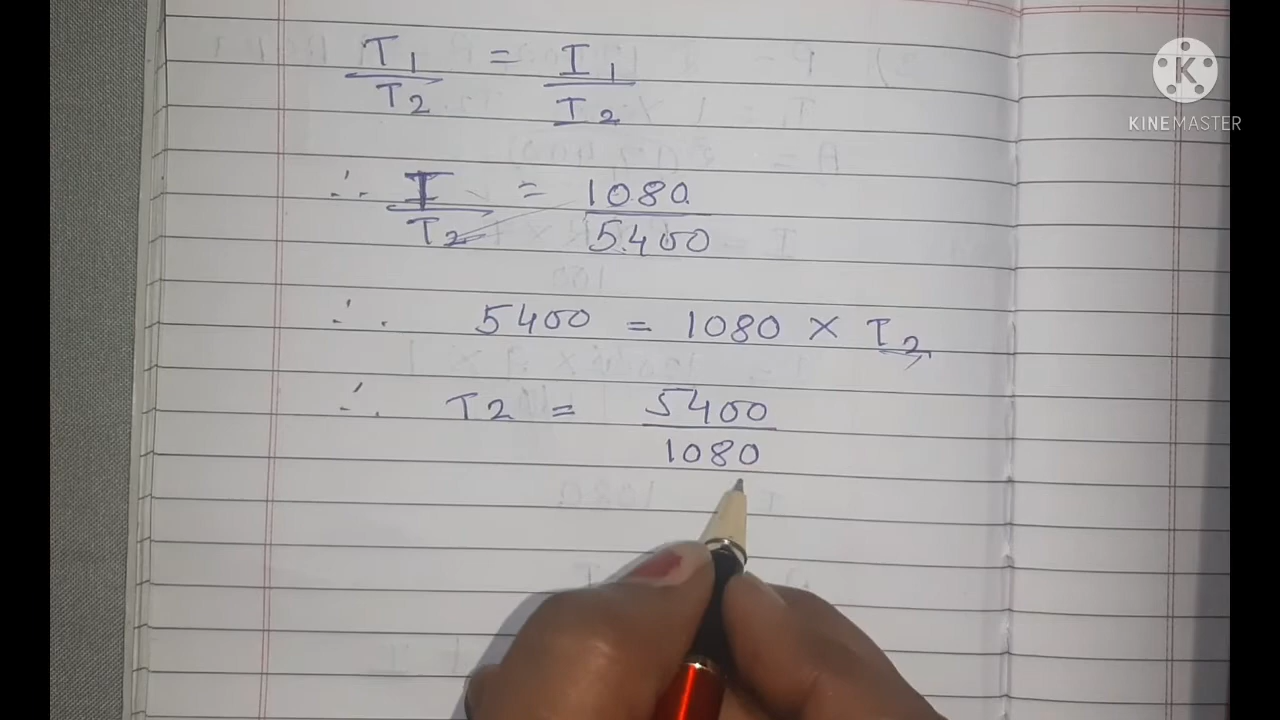 T1 / T2 = I1 / I2
∴ I / T2 = 1080 / 5400
∴ 5400 = 1080 × T2
∴ T2 = 5400 / 1080
K
KINEMASTER